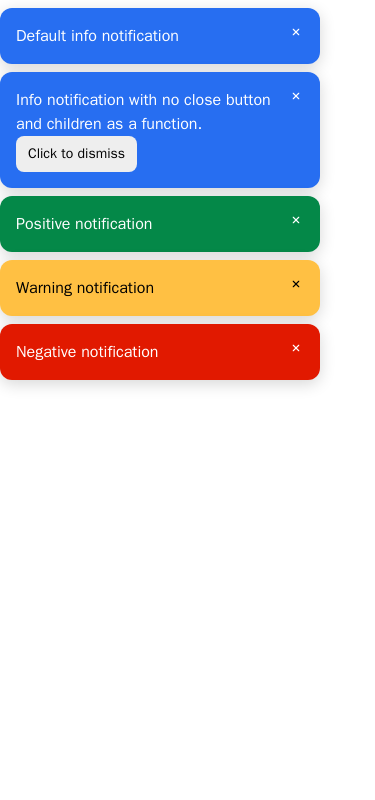 Default info notification ×
Info notification with no close button ×
and children as a function.
Click to dismiss
Positive notification ×
Warning notification ×
Negative notification ×